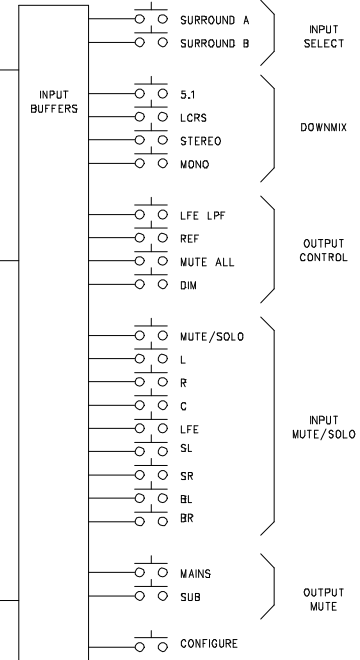 SURROUND A
SURROUND B
INPUT
SELECT
INPUT
BUFFERS
5.1
LCRS
STEREO
MONO
DOWNMIX
LFE LPF
REF
MUTE ALL
DIM
OUTPUT
CONTROL
MUTE/SOLO
L
R
C
LFE
SL
SR
BL
BR
INPUT
MUTE/SOLO
MAINS
SUB
OUTPUT
MUTE
CONFIGURE